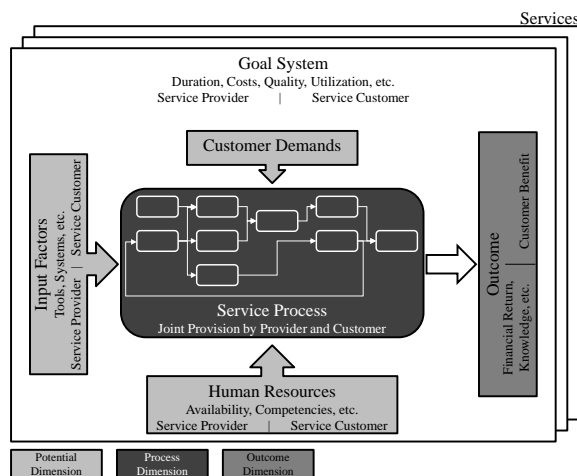 Services
Goal System
Duration, Costs, Quality, Utilization, etc.
Service Provider | Service Customer
Customer Demands
Input Factors
Tools, Systems, etc.
Service Provider | Service Customer
Service Process
Joint Provision by Provider and Customer
Outcome
Financial Return, | Customer Benefit
Knowledge, etc.
Human Resources
Availability, Competencies, etc.
Service Provider | Service Customer
Potential
Dimension
Process
Dimension
Outcome
Dimension